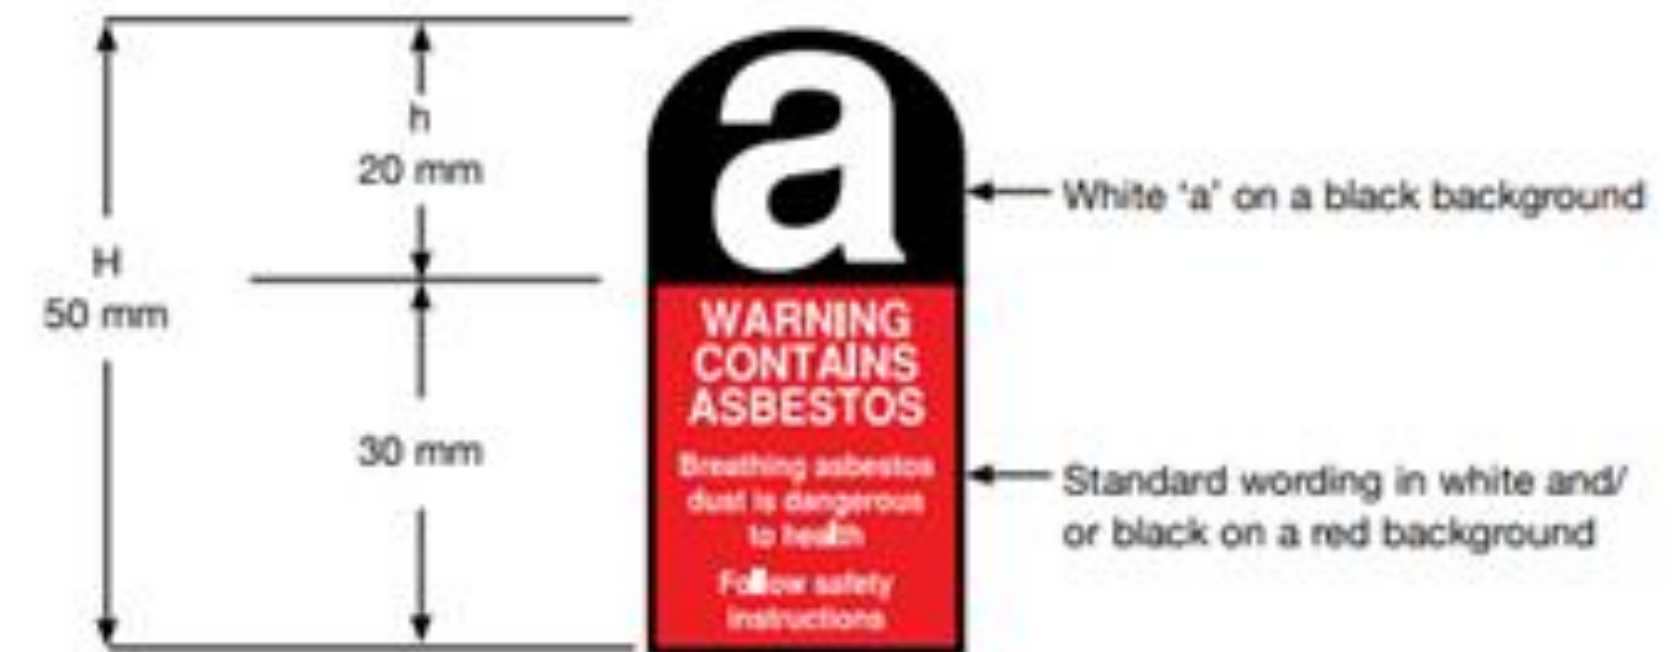 h
20 mm
H
50 mm
30 mm
a
WARNING
CONTAINS
ASBESTOS
Breathing asbestos
dust is dangerous
to health
Follow safety
instructions
White ‘a’ on a black background
Standard wording in white and/
or black on a red background